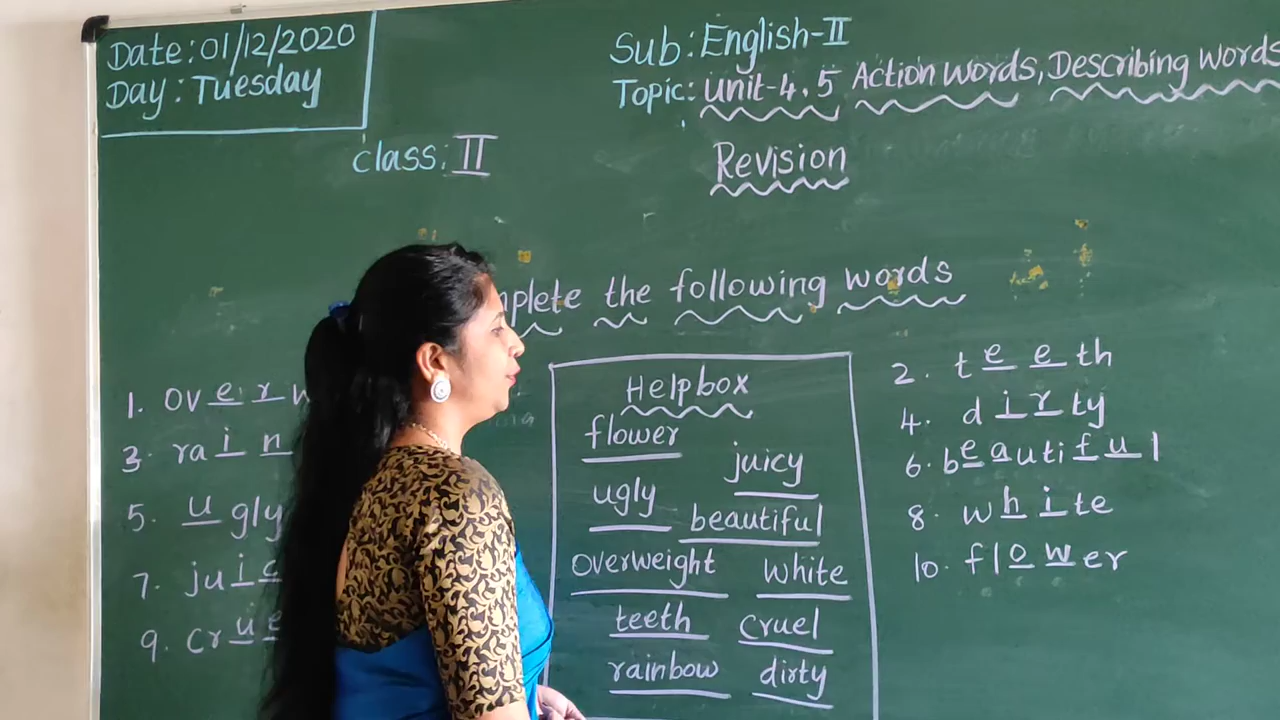 Date: 01/12/2020
Day: Tuesday
Sub: English-II
Topic: unit-4.5 Action words, Describing words
class: II
Revision
the following words
1. over
2. teeth
3. rain
4. dirty
5. ugly
6. beautiful
7. juic
8. white
9. crue
10. flower
Helpbox
flower
juicy
ugly
beautiful
overweight white
teeth cruel
rainbow dirty